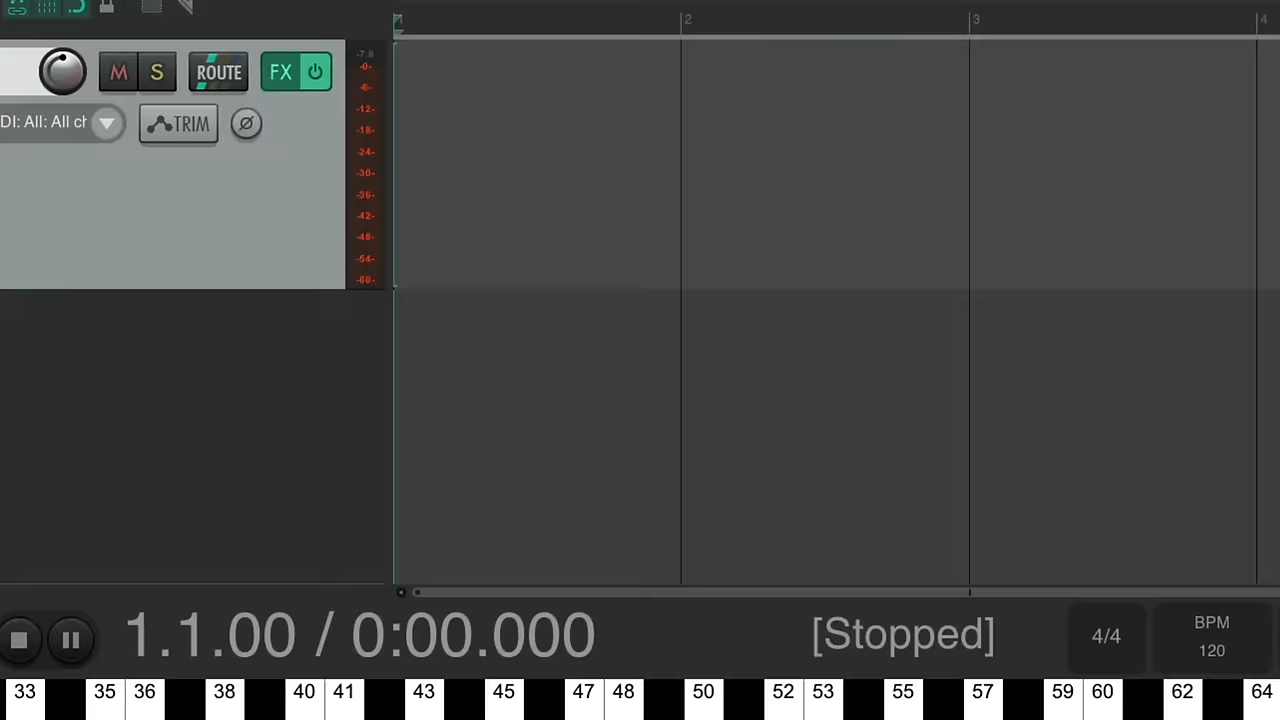 2
3
4
M S ROUTE FX
DI: All: All ch TRIM
-7.8
-0-
-6-
-12-
-18-
-24-
-30-
-36-
-42-
-48-
-54-
-60-
1.1.00 / 0:00.000
[Stopped]
4/4
BPM
120
33 35 36 38 40 41 43 45 47 48 50 52 53 55 57 59 60 62 64